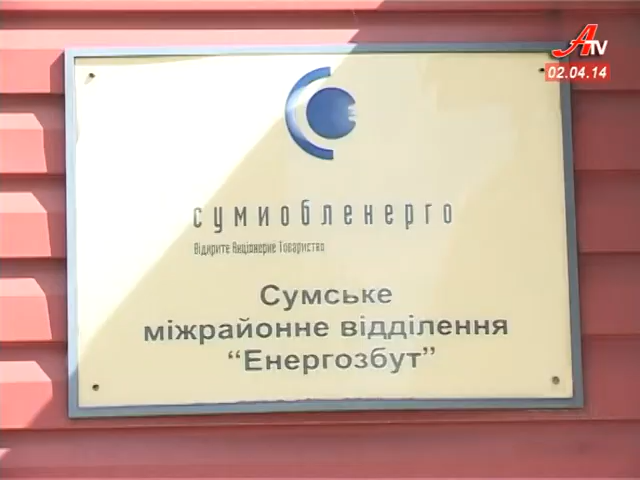 ATV
02.04.14
сумиобленерго
Відкрите Акціонерне Товариство
Сумське
міжрайонне відділення
“Енергозбут”